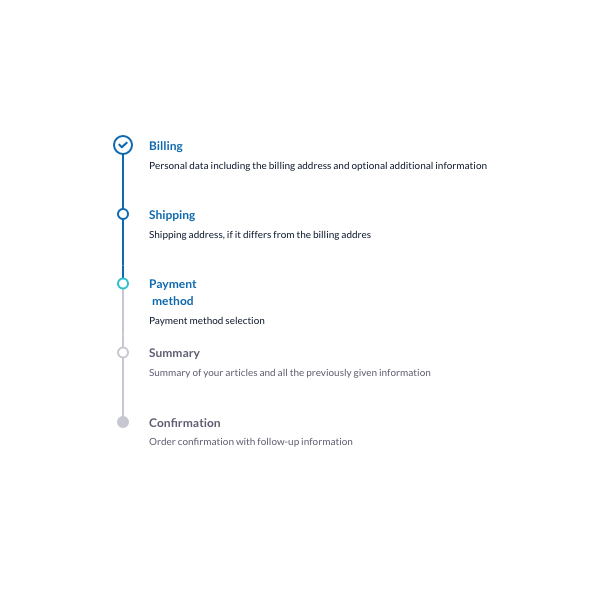 Billing
Personal data including the billing address and optional additional information
Shipping
Shipping address, if it differs from the billing addres
Payment
method
Payment method selection
Summary
Summary of your articles and all the previously given information
Confirmation
Order confirmation with follow-up information